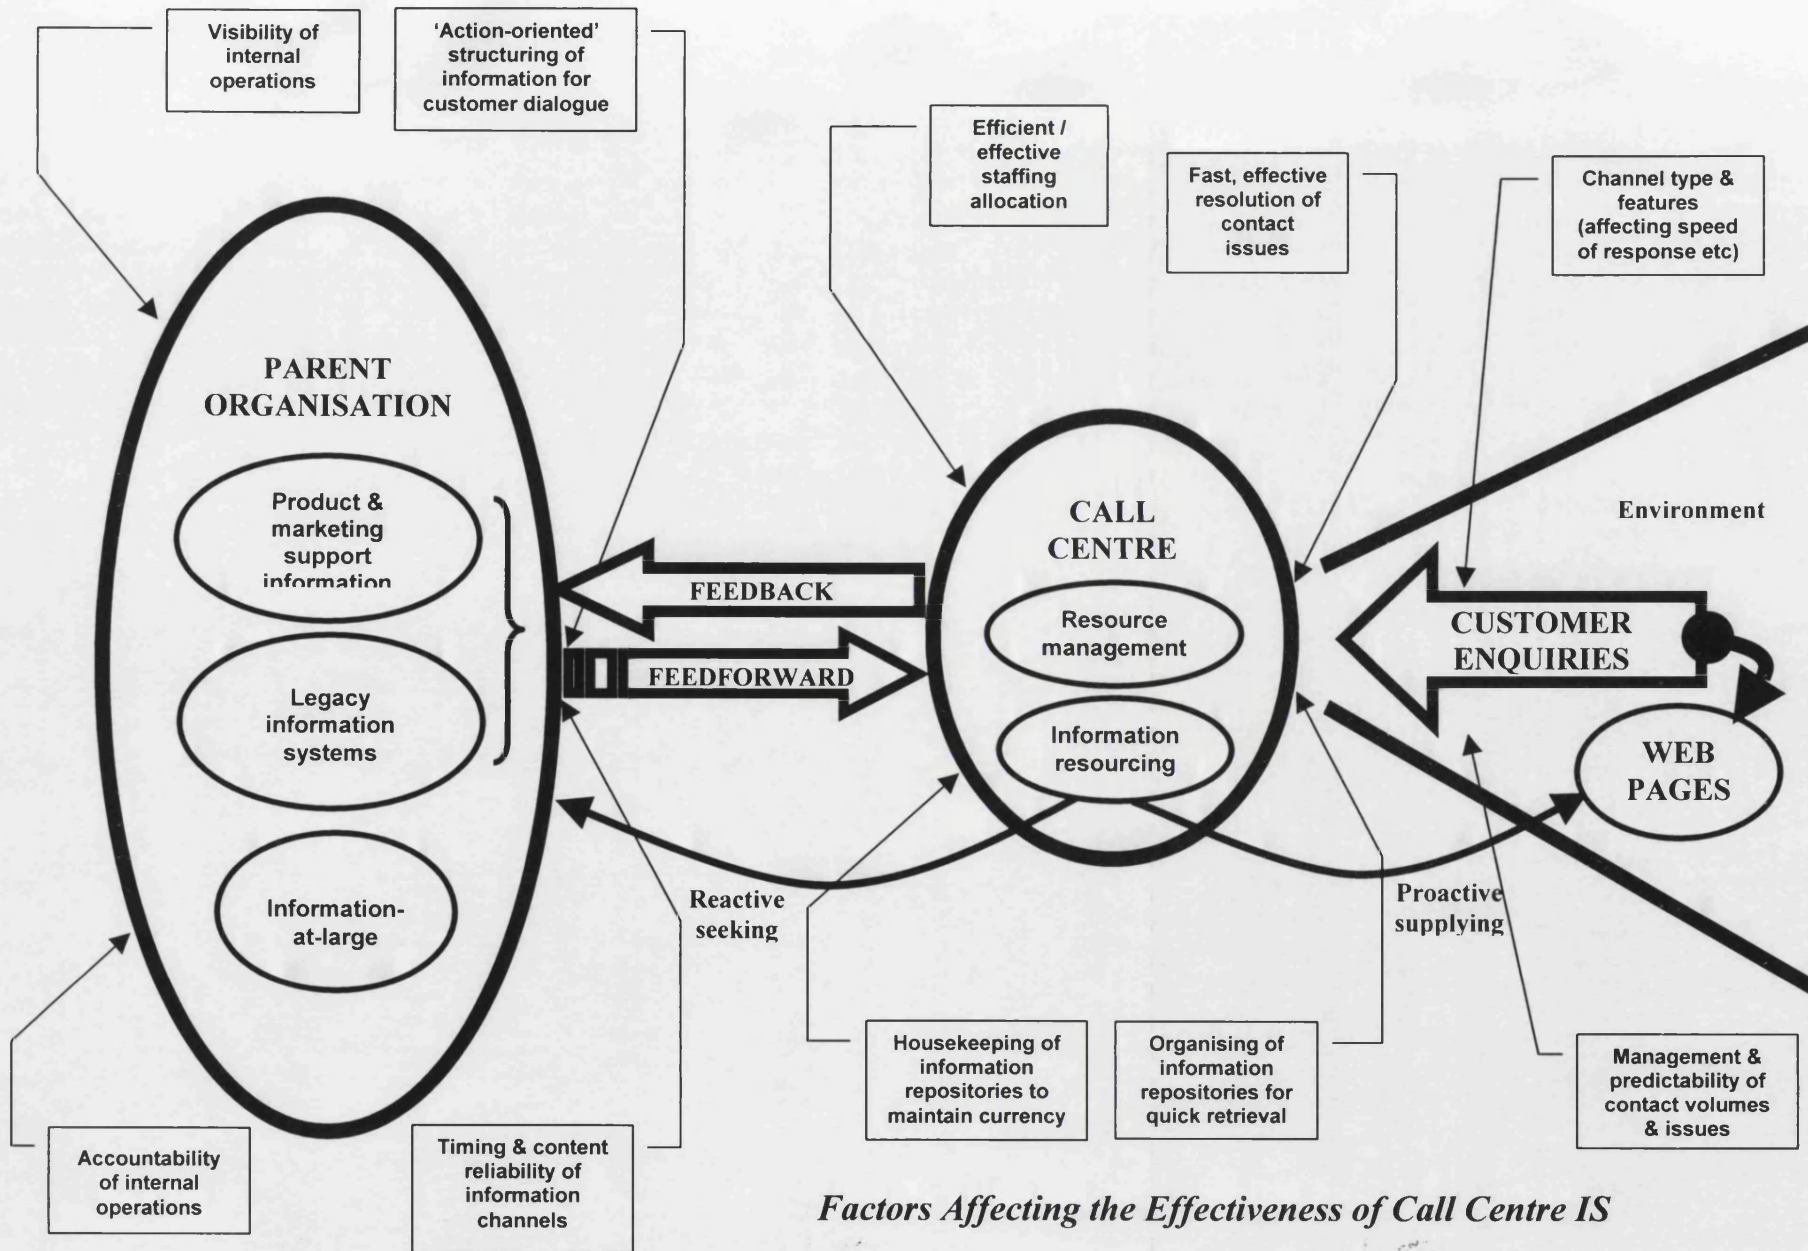 Visibility of
internal
operations
‘Action-oriented’
structuring of
information for
customer dialogue
Efficient /
effective
staffing
allocation
Fast, effective
resolution of
contact
issues
Channel type &
features
(affecting speed
of response etc)
PARENT
ORGANISATION
Product &
marketing
support
information
Legacy
information
systems
Information-
at-large
FEEDBACK
FEEDFORWARD
CALL
CENTRE
Resource
management
Information
resourcing
Environment
CUSTOMER
ENQUIRIES
WEB
PAGES
Reactive
seeking
Proactive
supplying
Accountability
of internal
operations
Timing & content
reliability of
information
channels
Housekeeping of
information
repositories to
maintain currency
Organising of
information
repositories for
quick retrieval
Management &
predictability of
contact volumes
& issues
Factors Affecting the Effectiveness of Call Centre IS